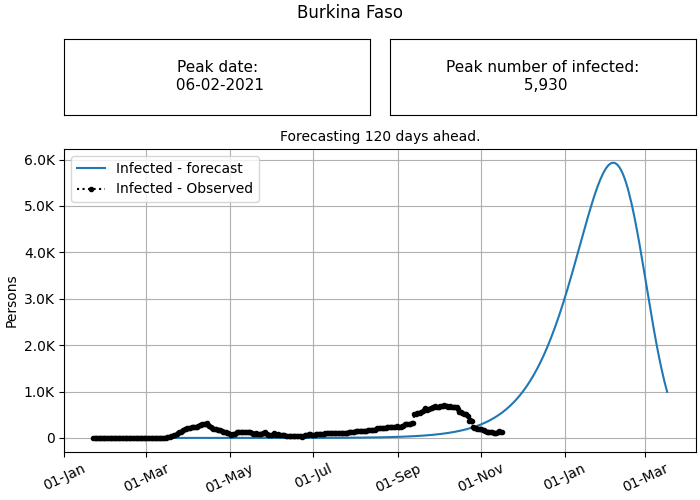 Burkina Faso
Peak date:
06-02-2021
Peak number of infected:
5,930
Forecasting 120 days ahead.
Infected - forecast
Infected - Observed
6.0K
5.0K
4.0K
3.0K
2.0K
1.0K
0
Persons
01-Jan
01-Mar
01-May
01-Jul
01-Sep
01-Nov
01-Jan
01-Mar